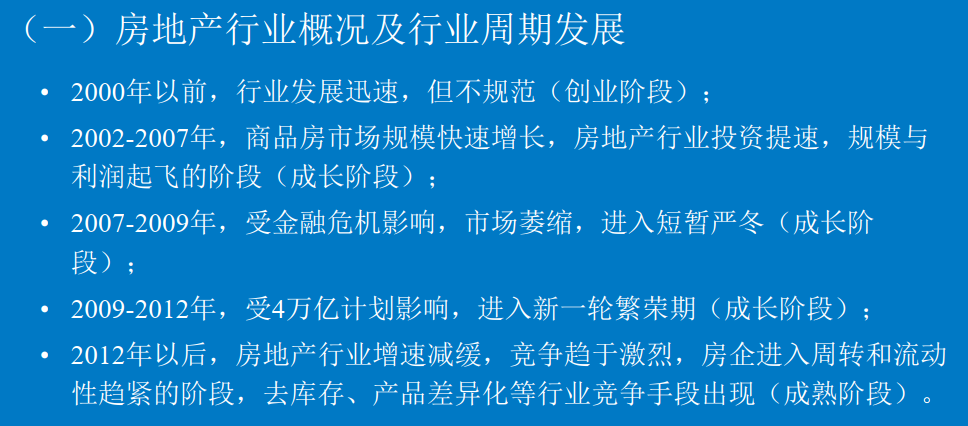 （一）房地产行业概况及行业周期发展
• 2000年以前，行业发展迅速，但不规范（创业阶段）；
• 2002-2007年，商品房市场规模快速增长，房地产行业投资提速，规模与
利润起飞的阶段（成长阶段）；
• 2007-2009年，受金融危机影响，市场萎缩，进入短暂严冬（成长阶
段）；
• 2009-2012年，受4万亿计划影响，进入新一轮繁荣期（成长阶段）；
• 2012年以后，房地产行业增速减缓，竞争趋于激烈，房企进入周转和流动
性趋紧的阶段，去库存、产品差异化等行业竞争手段出现（成熟阶段）。